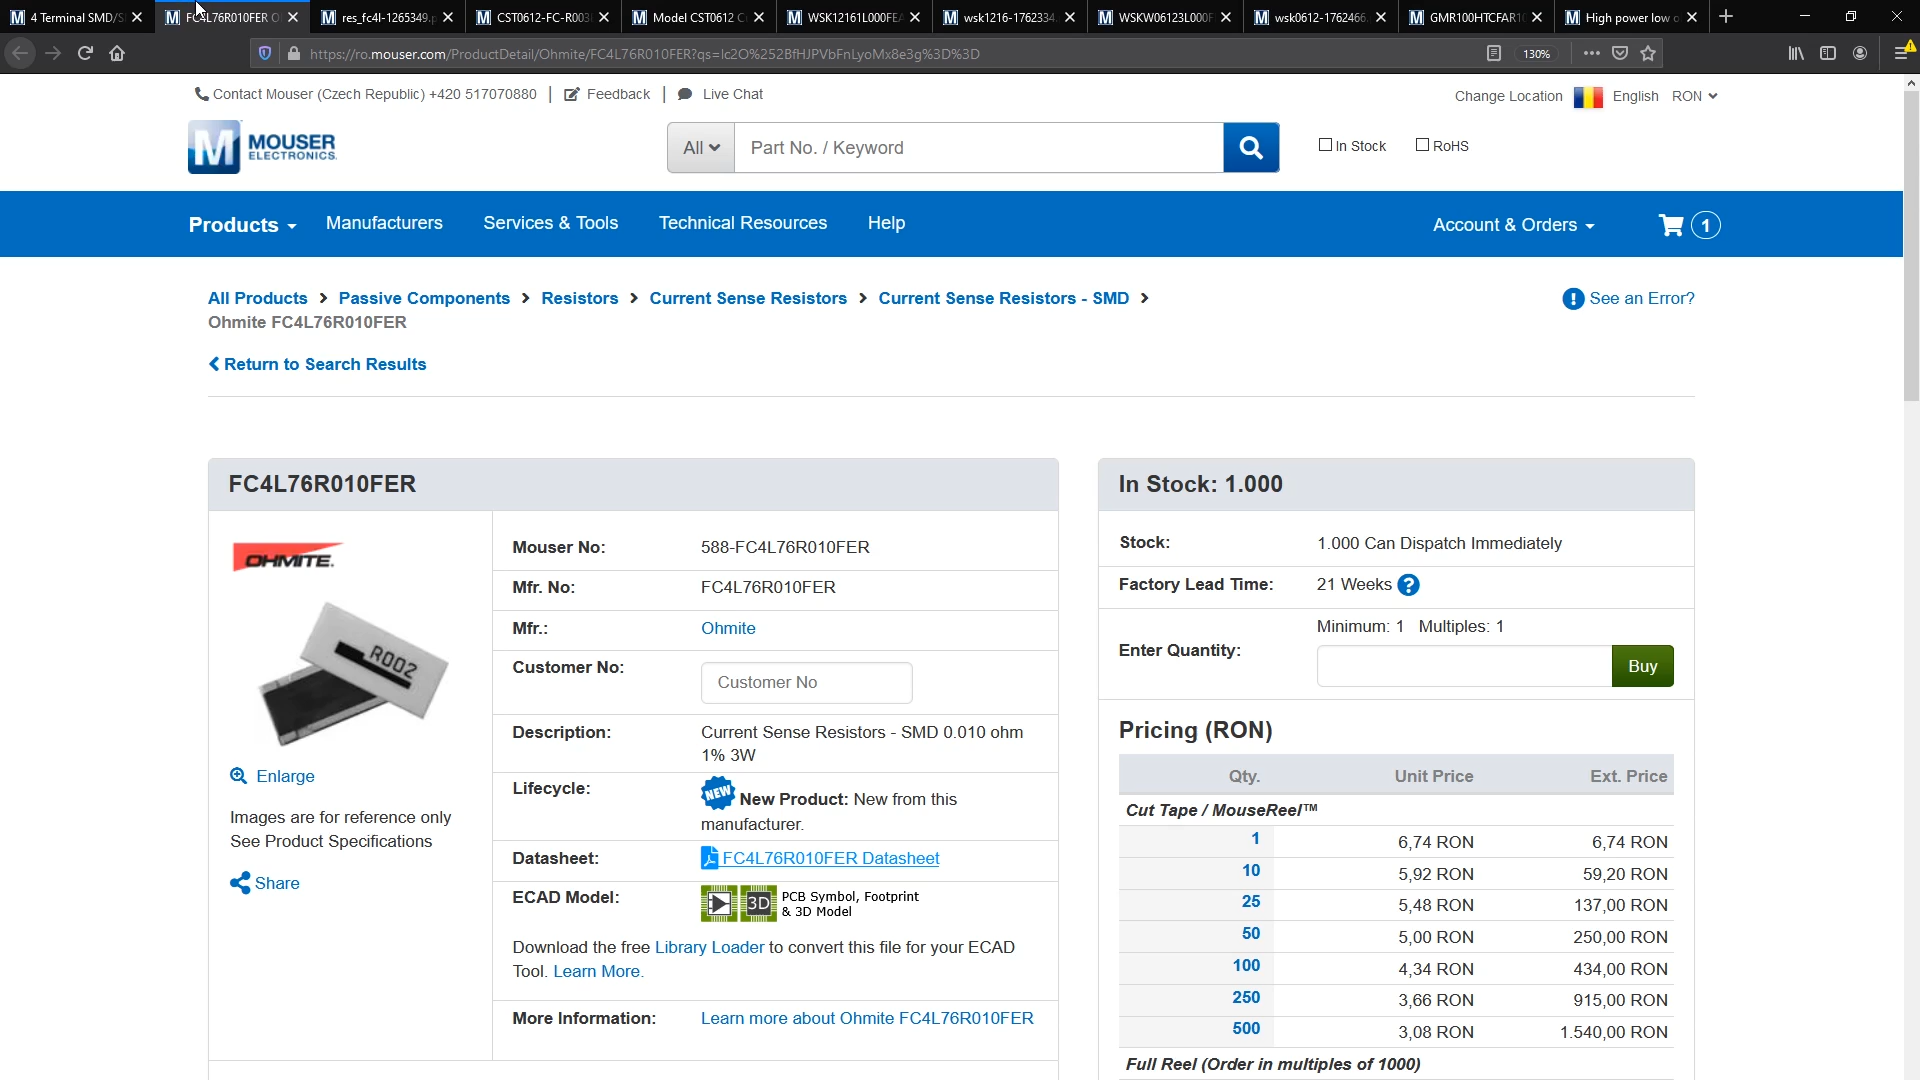 4 Terminal SMD/S
FC4L76R010FER O
res_fc4l-1265349.p
CST0612-FC-R003
Model CST0612 C
WSK12161L000FEA
wsk1216-1762334.
WSKW06123L000F
wsk0612-1762466.
GMR100HTCFAR10
High power low o
https://ro.mouser.com/ProductDetail/Ohmite/FC4L76R010FER?qs=lc2O%252BfHJPVbFnLyoMx8e3g%3D%3D
130%
Contact Mouser (Czech Republic) +420 517070880 | Feedback | Live Chat
Change Location English RON
M MOUSER
ELECTRONICS.
All
Part No. / Keyword
In Stock
RoHS
Products
Manufacturers
Services & Tools
Technical Resources
Help
Account & Orders
1
All Products > Passive Components > Resistors > Current Sense Resistors > Current Sense Resistors - SMD >
Ohmite FC4L76R010FER
See an Error?
Return to Search Results
FC4L76R010FER
OHMITE.
R002
Enlarge
Images are for reference only
See Product Specifications
Share
Mouser No: 588-FC4L76R010FER
Mfr. No: FC4L76R010FER
Mfr.: Ohmite
Customer No: Customer No
Description: Current Sense Resistors - SMD 0.010 ohm
1% 3W
Lifecycle: NEW New Product: New from this
manufacturer.
Datasheet: FC4L76R010FER Datasheet
ECAD Model: 3D PCB Symbol, Footprint
& 3D Model
Download the free Library Loader to convert this file for your ECAD
Tool. Learn More.
More Information: Learn more about Ohmite FC4L76R010FER
In Stock: 1.000
Stock: 1.000 Can Dispatch Immediately
Factory Lead Time: 21 Weeks ?
Minimum: 1 Multiples: 1
Enter Quantity:
Buy
Pricing (RON)
Qty. Unit Price Ext. Price
Cut Tape / MouseReel™
1 6,74 RON 6,74 RON
10 5,92 RON 59,20 RON
25 5,48 RON 137,00 RON
50 5,00 RON 250,00 RON
100 4,34 RON 434,00 RON
250 3,66 RON 915,00 RON
500 3,08 RON 1.540,00 RON
Full Reel (Order in multiples of 1000)